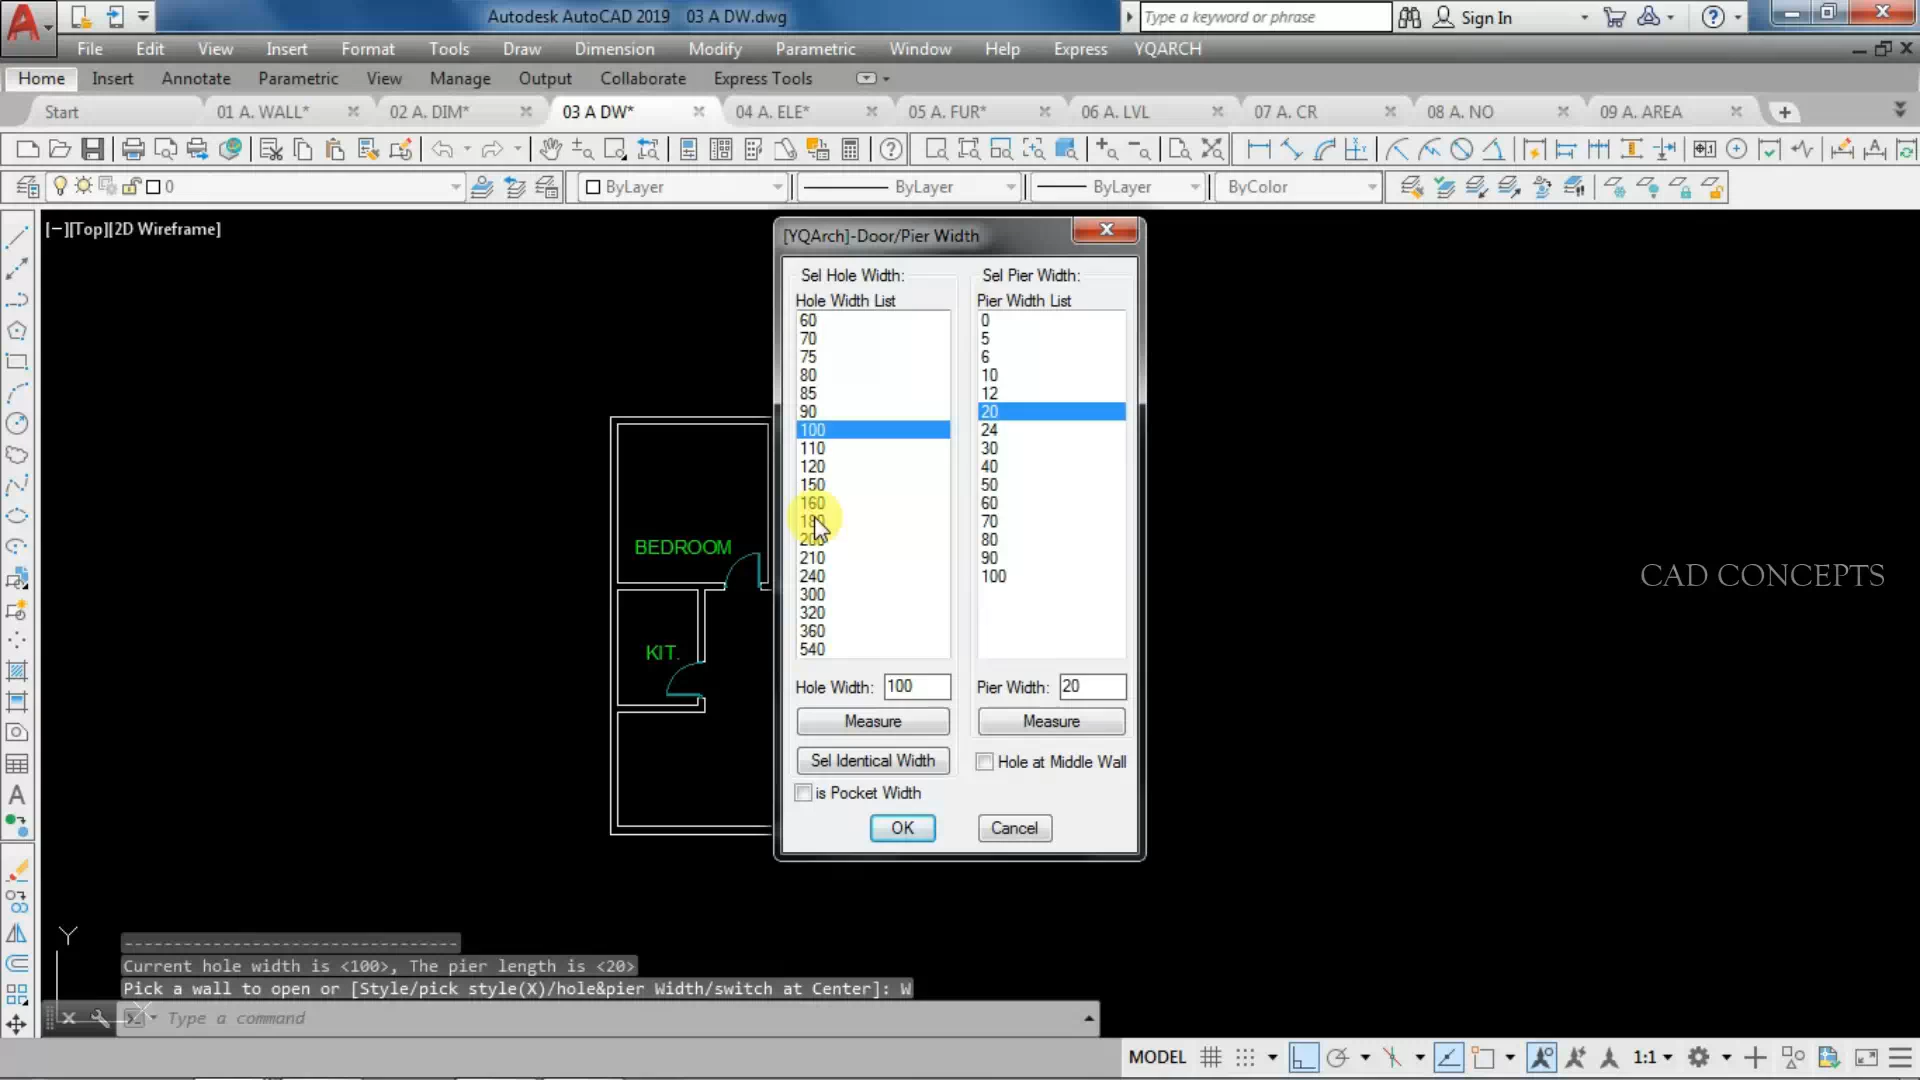 Autodesk AutoCAD 2019 03 A DW.dwg
Type a keyword or phrase
Sign In
File Edit View Insert Format Tools Draw Dimension Modify Parametric Window Help Express YQARCH
Home Insert Annotate Parametric View Manage Output Collaborate Express Tools
Start 01 A. WALL* 02 A. DIM* 03 A DW* 04 A. ELE* 05 A. FUR* 06 A. LVL 07 A. CR 08 A. NO 09 A. AREA
0 ByLayer ByLayer ByLayer ByColor
[−][Top][2D Wireframe]
[YQArch]-Door/Pier Width
Sel Hole Width: Sel Pier Width:
Hole Width List Pier Width List
60 0
70 5
75 6
80 10
85 12
90 20
100 24
110 30
120 40
150 50
160 60
180 70
200 80
210 90
240 100
300
320
360
540
Hole Width: 100 Pier Width: 20
Measure Measure
Sel Identical Width Hole at Middle Wall
is Pocket Width
OK Cancel
BEDROOM
KIT.
CAD CONCEPTS
Y
X
---------------------------------
Current hole width is <100>, The pier length is <20>
Pick a wall to open or [Style/pick style(X)/hole&pier Width/switch at Center]: W
Type a command
MODEL 1:1